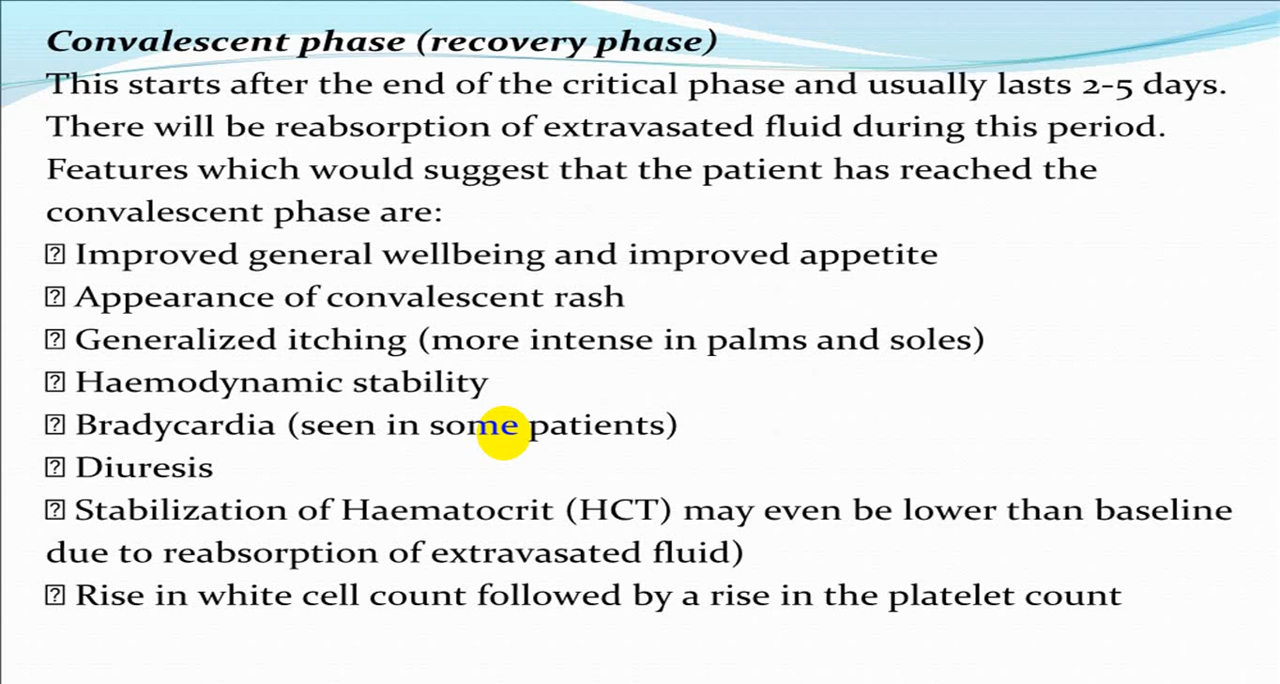 Convalescent phase (recovery phase)
This starts after the end of the critical phase and usually lasts 2-5 days.
There will be reabsorption of extravasated fluid during this period.
Features which would suggest that the patient has reached the
convalescent phase are:
⍰ Improved general wellbeing and improved appetite
⍰ Appearance of convalescent rash
⍰ Generalized itching (more intense in palms and soles)
⍰ Haemodynamic stability
⍰ Bradycardia (seen in some patients)
⍰ Diuresis
⍰ Stabilization of Haematocrit (HCT) may even be lower than baseline
due to reabsorption of extravasated fluid)
⍰ Rise in white cell count followed by a rise in the platelet count